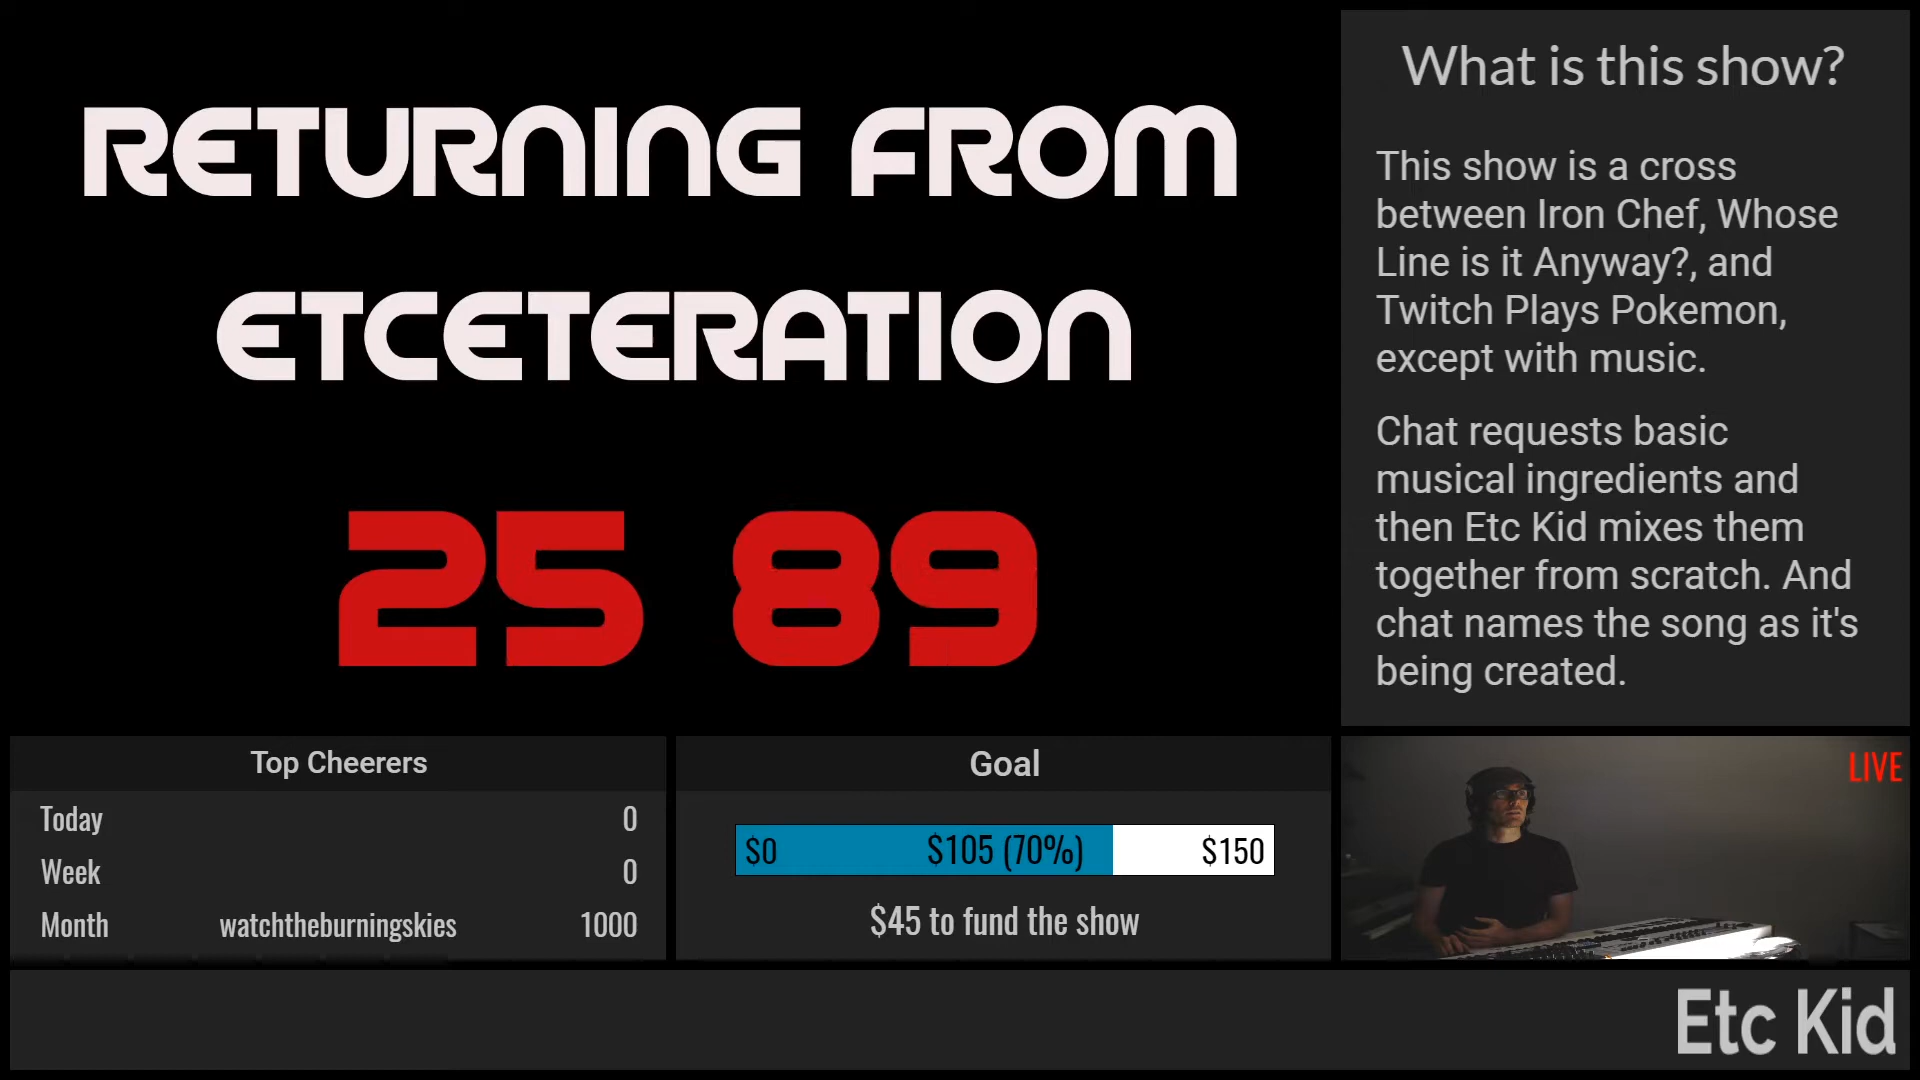 RETURNING FROM
ETCETERATION
25 89
What is this show?
This show is a cross
between Iron Chef, Whose
Line is it Anyway?, and
Twitch Plays Pokemon,
except with music.
Chat requests basic
musical ingredients and
then Etc Kid mixes them
together from scratch. And
chat names the song as it's
being created.
Top Cheerers
Today 0
Week 0
Month watchtheburningskies 1000
Goal
$0 $105 (70%) $150
$45 to fund the show
LIVE
Etc Kid